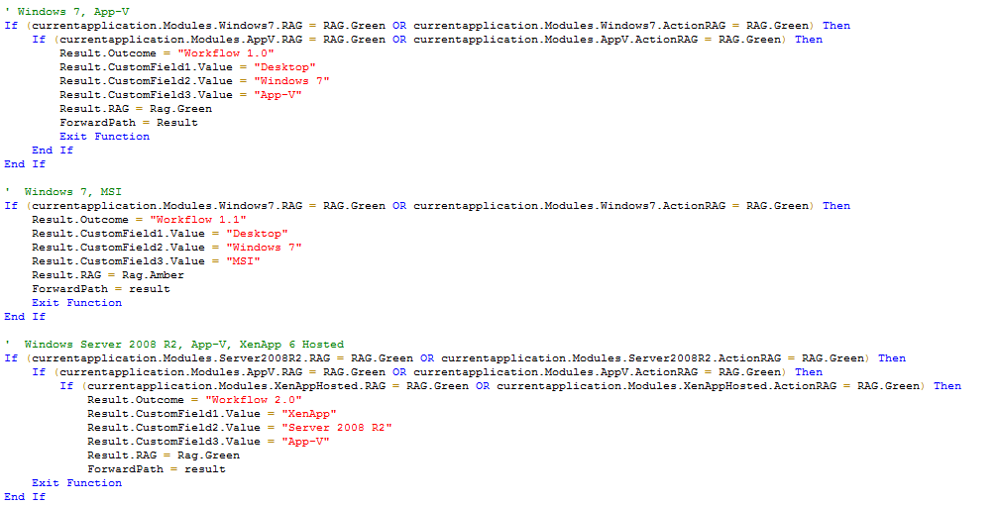 ' Windows 7, App-V
If (currentapplication.Modules.Windows7.RAG = RAG.Green OR currentapplication.Modules.Windows7.ActionRAG = RAG.Green) Then
    If (currentapplication.Modules.AppV.RAG = RAG.Green OR currentapplication.Modules.AppV.ActionRAG = RAG.Green) Then
        Result.Outcome = "Workflow 1.0"
        Result.CustomField1.Value = "Desktop"
        Result.CustomField2.Value = "Windows 7"
        Result.CustomField3.Value = "App-V"
        Result.RAG = Rag.Green
        ForwardPath = Result
        Exit Function
    End If
End If

'  Windows 7, MSI
If (currentapplication.Modules.Windows7.RAG = RAG.Green OR currentapplication.Modules.Windows7.ActionRAG = RAG.Green) Then
    Result.Outcome = "Workflow 1.1"
    Result.CustomField1.Value = "Desktop"
    Result.CustomField2.Value = "Windows 7"
    Result.CustomField3.Value = "MSI"
    Result.RAG = Rag.Amber
    ForwardPath = result
    Exit Function
End If

'  Windows Server 2008 R2, App-V, XenApp 6 Hosted
If (currentapplication.Modules.Server2008R2.RAG = RAG.Green OR currentapplication.Modules.Server2008R2.ActionRAG = RAG.Green) Then
    If (currentapplication.Modules.AppV.RAG = RAG.Green OR currentapplication.Modules.AppV.ActionRAG = RAG.Green) Then
        If (currentapplication.Modules.XenAppHosted.RAG = RAG.Green OR currentapplication.Modules.XenAppHosted.ActionRAG = RAG.Green) Then
            Result.Outcome = "Workflow 2.0"
            Result.CustomField1.Value = "XenApp"
            Result.CustomField2.Value = "Server 2008 R2"
            Result.CustomField3.Value = "App-V"
            Result.RAG = Rag.Green
            ForwardPath = result
    Exit Function
End If